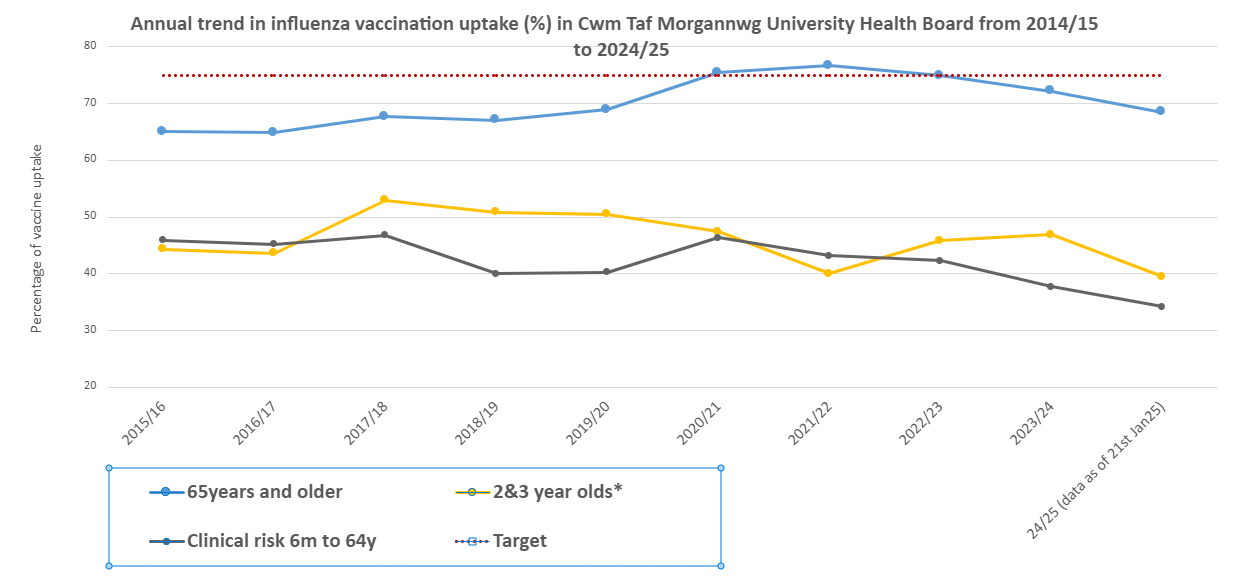 Annual trend in influenza vaccination uptake (%) in Cwm Taf Morgannwg University Health Board from 2014/15
to 2024/25
80
70
60
50
40
30
20
Percentage of vaccine uptake
2015/16
2016/17
2017/18
2018/19
2019/20
2020/21
2021/22
2022/23
2023/24
24/25 (data as of 21st Jan25)
65years and older
2&3 year olds*
Clinical risk 6m to 64y
Target